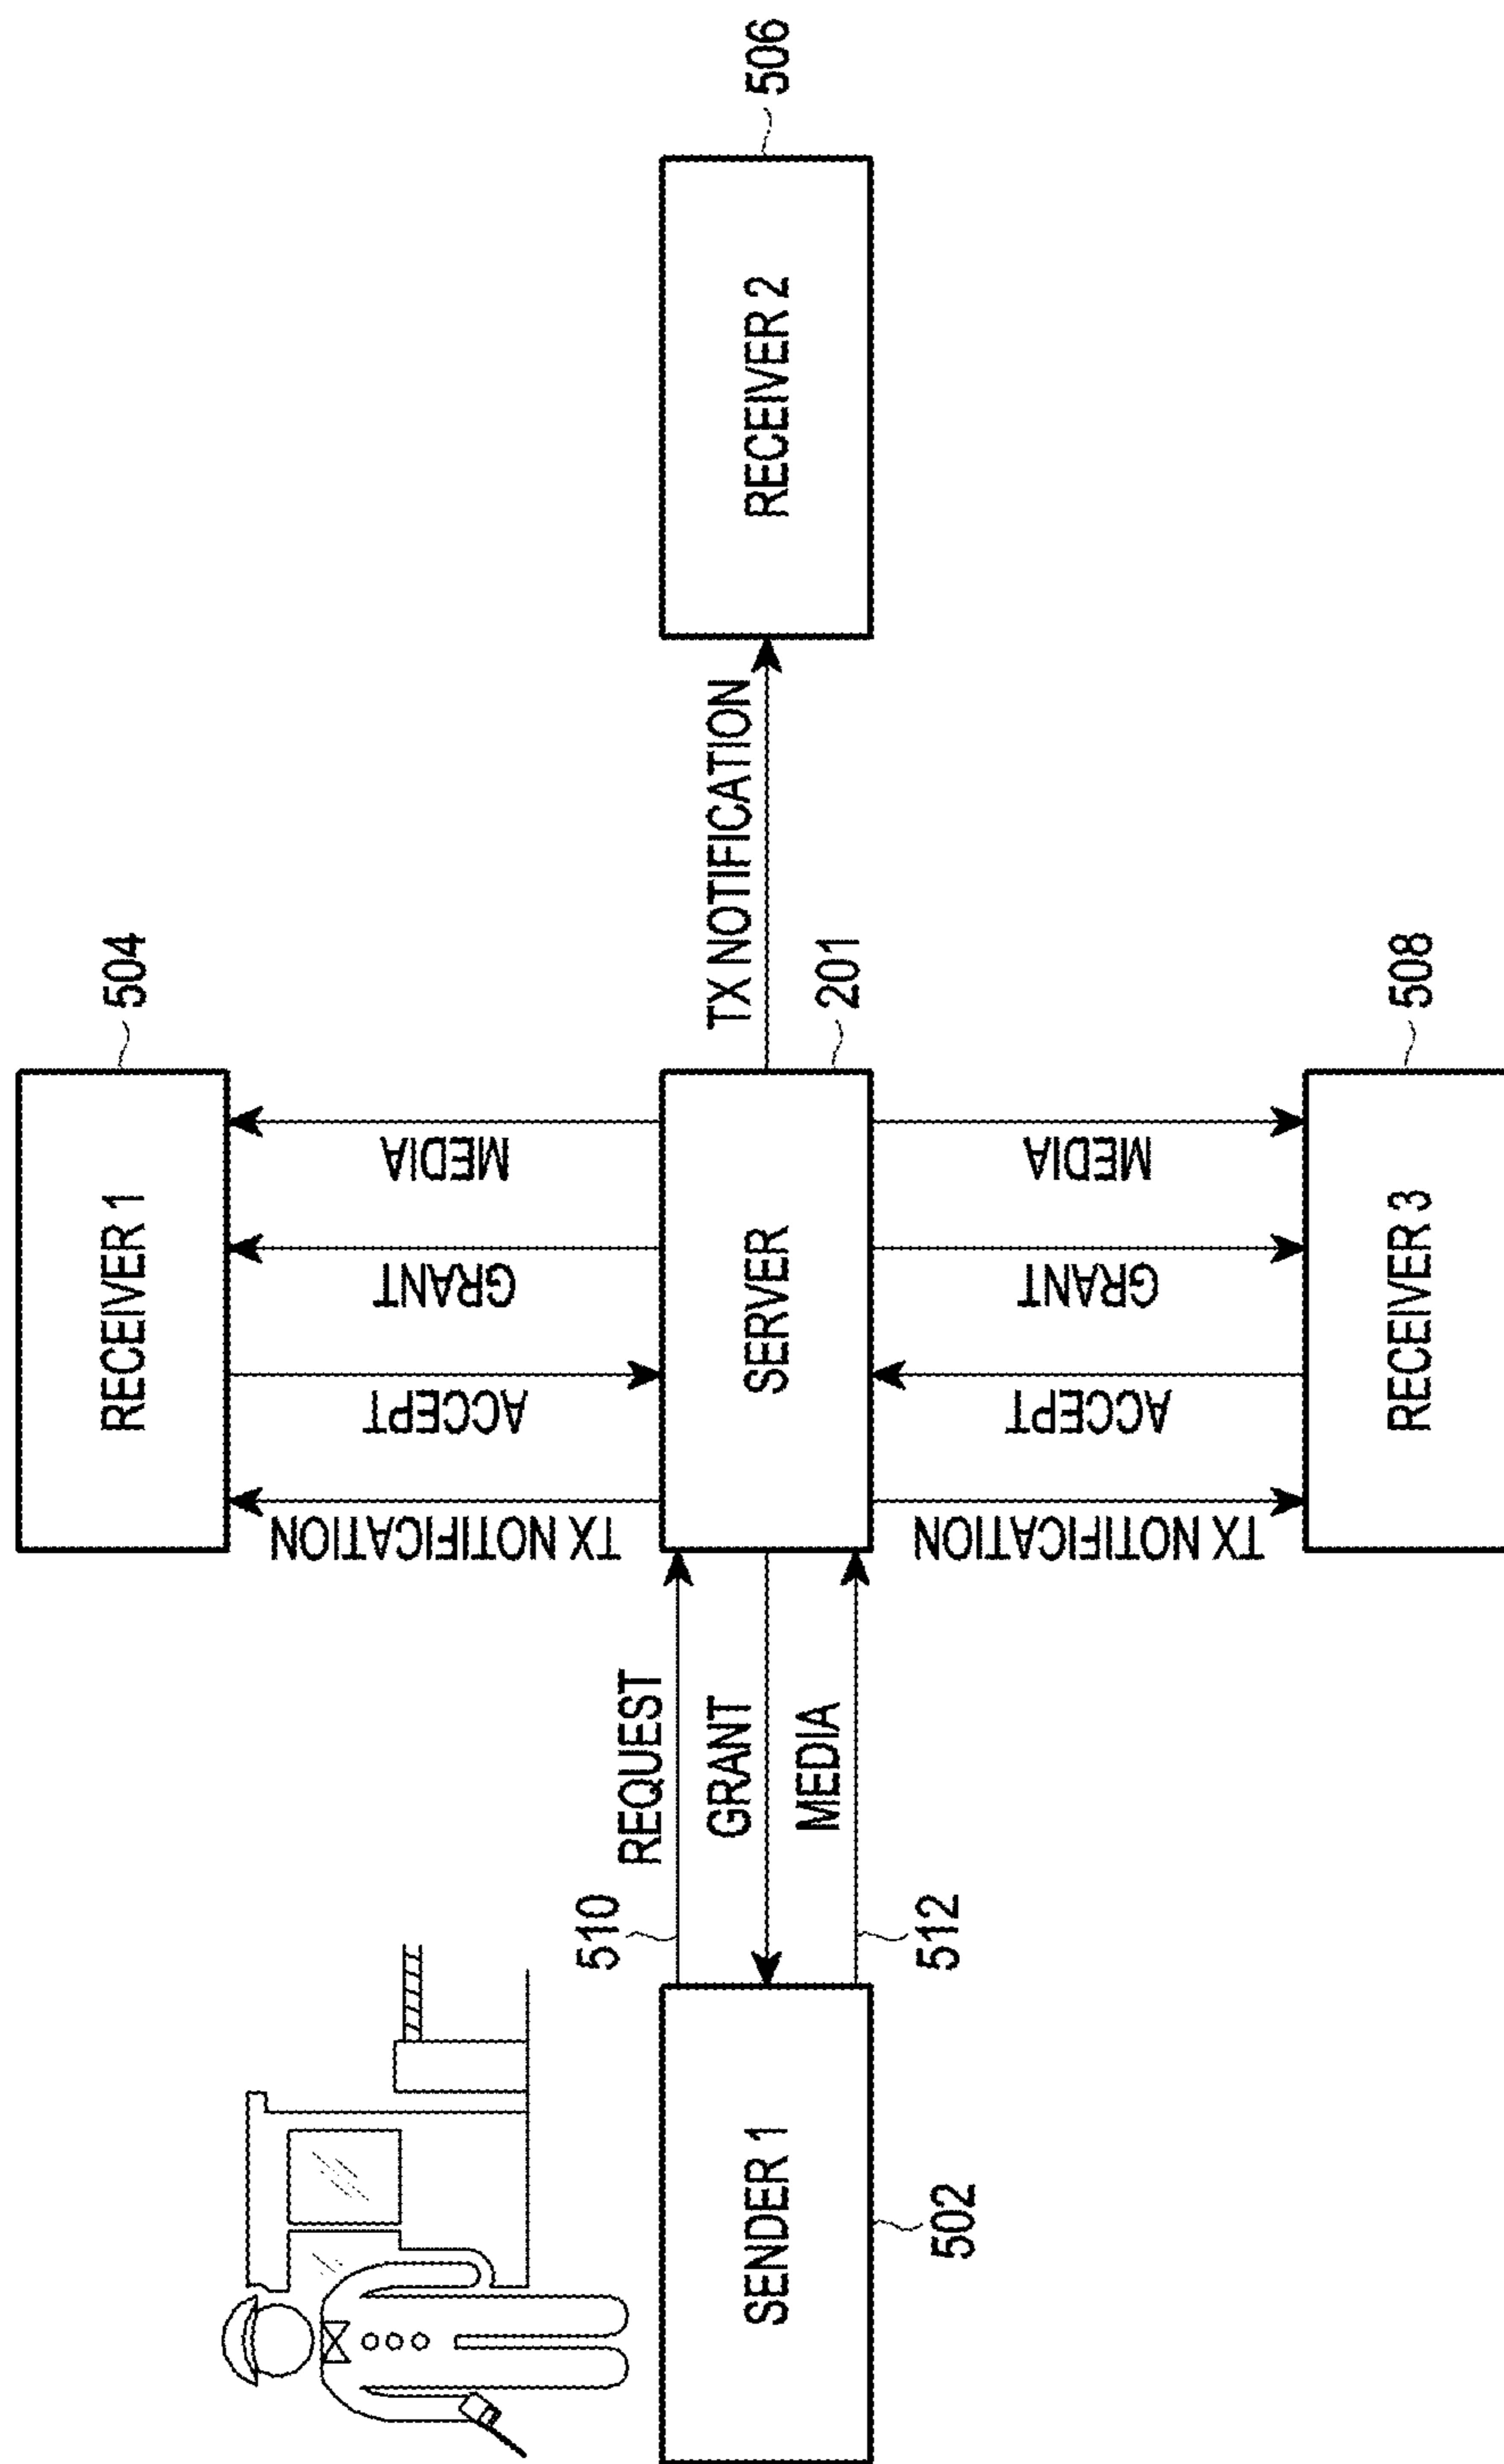 RECEIVER 1
504
TX NOTIFICATION
ACCEPT
GRANT
MEDIA
SENDER 1
502
510
REQUEST
GRANT
MEDIA
512
SERVER
201
TX NOTIFICATION
RECEIVER 2
506
TX NOTIFICATION
ACCEPT
GRANT
MEDIA
RECEIVER 3
508